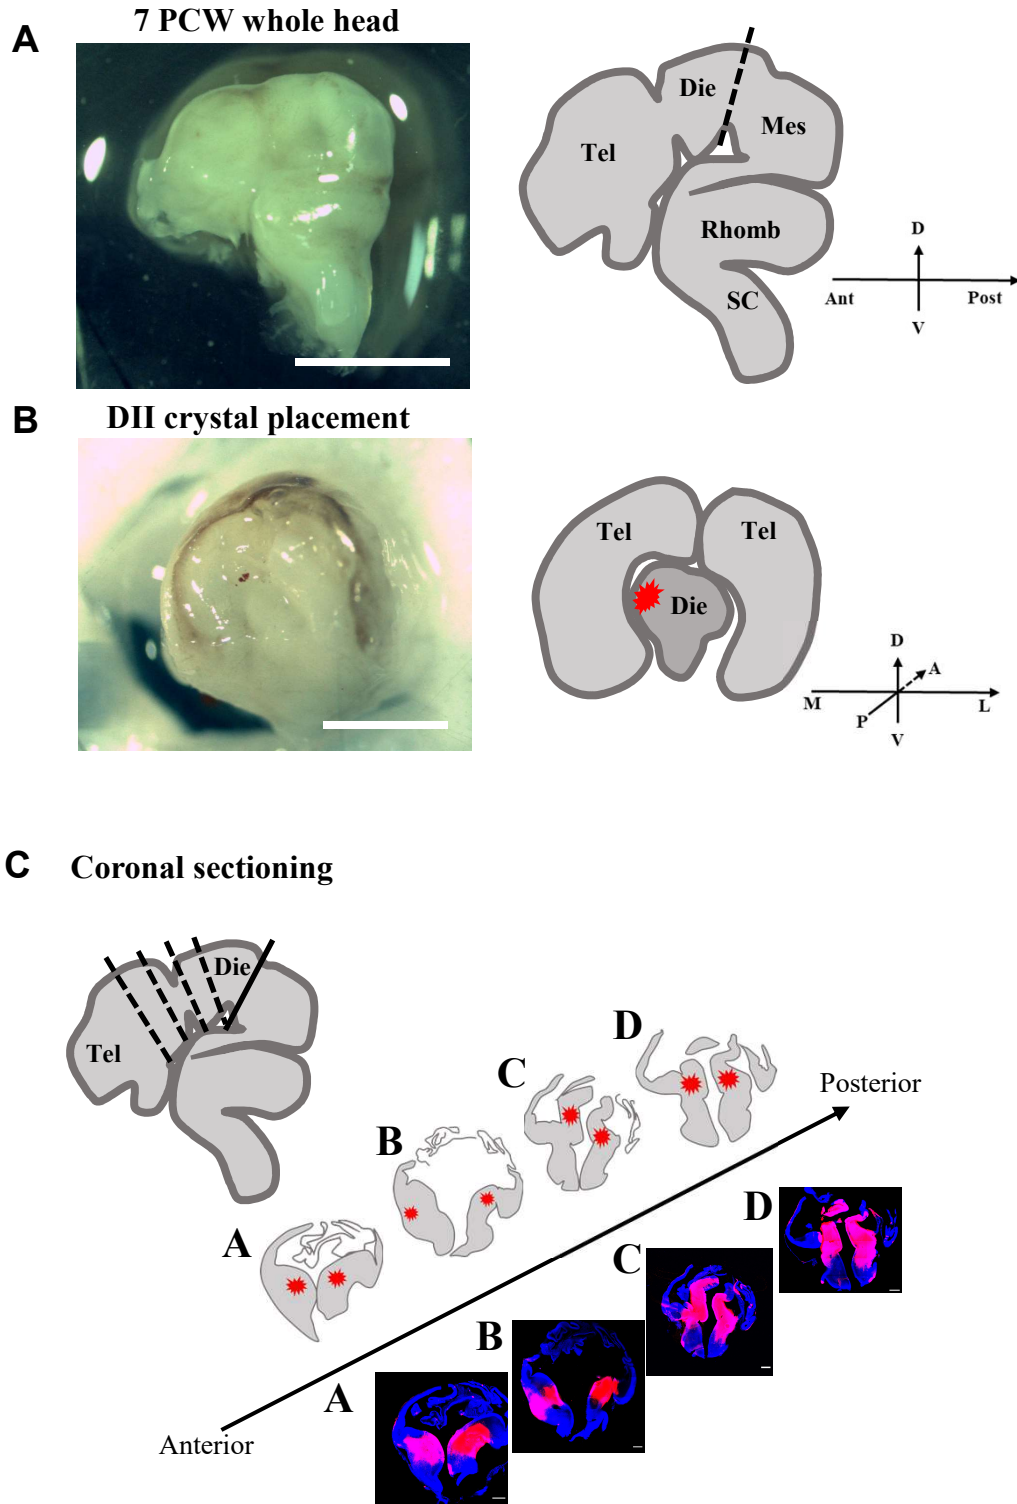 A
7 PCW whole head
Die
Mes
Tel
Rhomb
SC
D
Ant
Post
V
B
DII crystal placement
Tel
Tel
Die
D
A
M
L
P
V
C
Coronal sectioning
Die
Tel
D
C
B
A
Posterior
D
C
B
A
Anterior